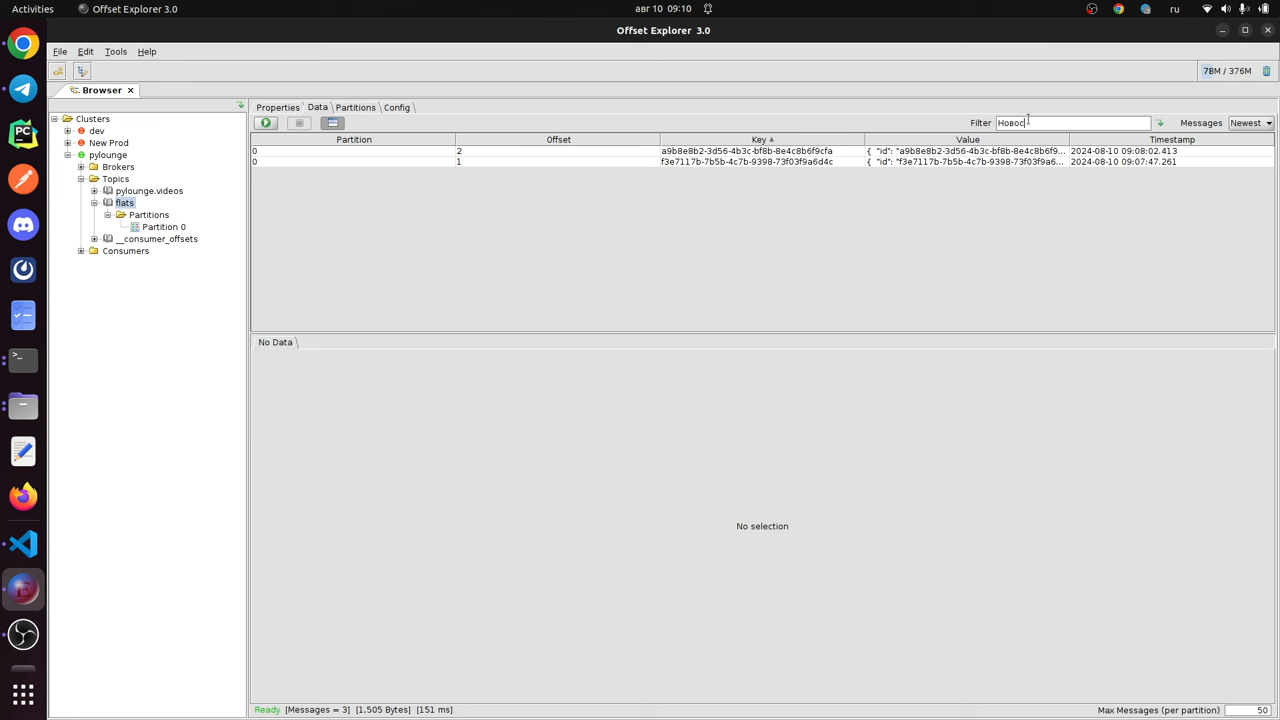 Activities Offset Explorer 3.0 авг 10 09:10 ru
Offset Explorer 3.0
File Edit Tools Help
78M / 376M
Browser
Properties Data Partitions Config
Clusters
dev
New Prod
pylounge
Brokers
Topics
pylounge.videos
flats
Partitions
Partition 0
__consumer_offsets
Consumers
Filter Новос Messages Newest
Partition Offset Key Value Timestamp
0 2 a9b8e8b2-3d56-4b3c-bf8b-8e4c8b6f9cfa { "id": "a9b8e8b2-3d56-4b3c-bf8b-8e4c8b6f9... 2024-08-10 09:08:02.413
0 1 f3e7117b-7b5b-4c7b-9398-73f03f9a6d4c { "id": "f3e7117b-7b5b-4c7b-9398-73f03f9a6... 2024-08-10 09:07:47.261
No Data
No selection
Ready [Messages = 3] [1,505 Bytes] [151 ms] Max Messages (per partition) 50